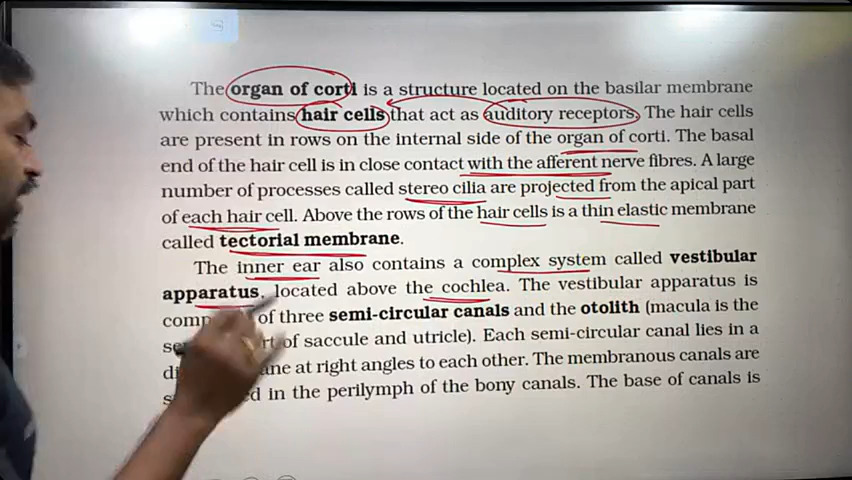 The organ of corti is a structure located on the basilar membrane
which contains hair cells that act as auditory receptors. The hair cells
are present in rows on the internal side of the organ of corti. The basal
end of the hair cell is in close contact with the afferent nerve fibres. A large
number of processes called stereo cilia are projected from the apical part
of each hair cell. Above the rows of the hair cells is a thin elastic membrane
called tectorial membrane.
The inner ear also contains a complex system called vestibular
apparatus, located above the cochlea. The vestibular apparatus is
of three semi-circular canals and the otolith (macula is the
of saccule and utricle). Each semi-circular canal lies in a
at right angles to each other. The membranous canals are
in the perilymph of the bony canals. The base of canals is